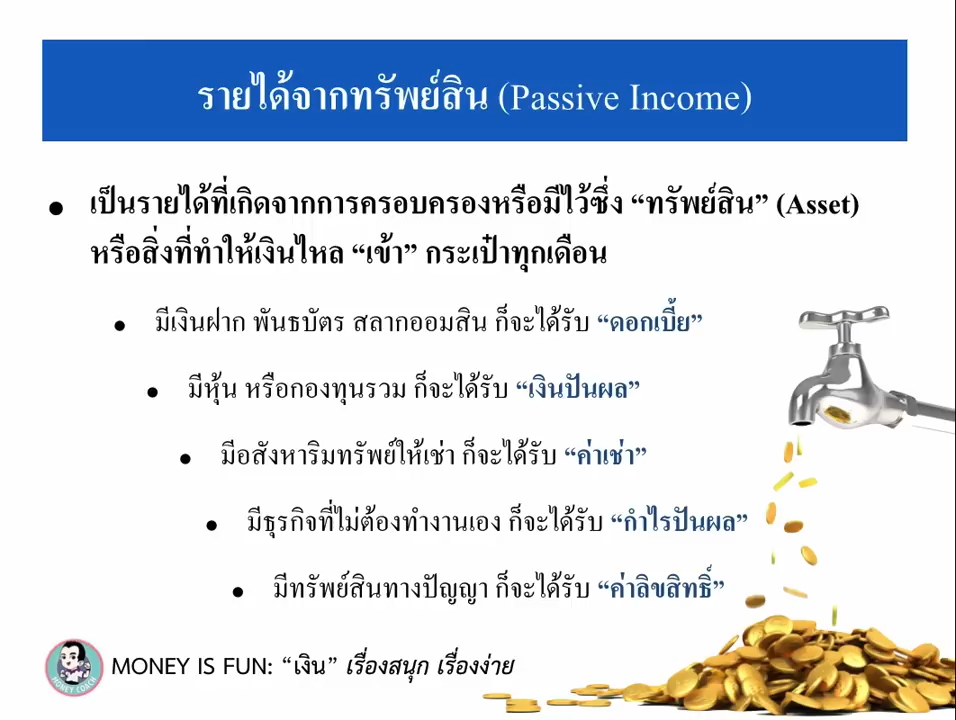 รายได้จากทรัพย์สิน (Passive Income)
• เป็นรายได้ที่เกิดจากการครอบครองหรือมีไว้ซึ่ง “ทรัพย์สิน” (Asset)
หรือสิ่งที่ทำให้เงินไหล “เข้า” กระเป๋าทุกเดือน
• มีเงินฝาก พันธบัตร สลากออมสิน ก็จะได้รับ “ดอกเบี้ย”
• มีหุ้น หรือกองทุนรวม ก็จะได้รับ “เงินปันผล”
• มีอสังหาริมทรัพย์ให้เช่า ก็จะได้รับ “ค่าเช่า”
• มีธุรกิจที่ไม่ต้องทำงานเอง ก็จะได้รับ “กำไรปันผล”
• มีทรัพย์สินทางปัญญา ก็จะได้รับ “ค่าลิขสิทธิ์”
MONEY COACH
MONEY IS FUN: “เงิน” เรื่องสนุก เรื่องง่าย